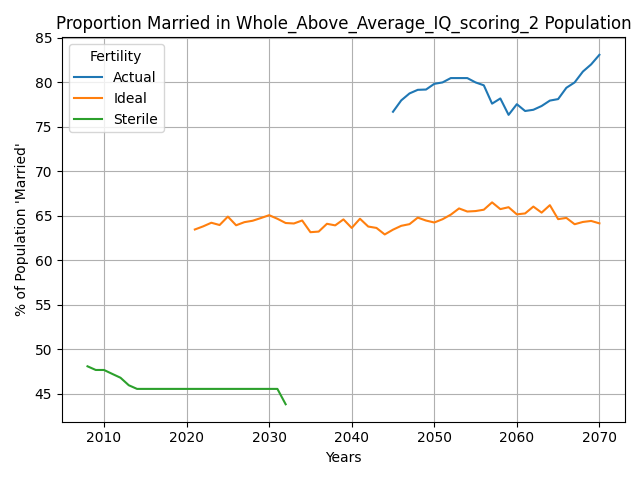 Proportion Married in Whole_Above_Average_IQ_scoring_2 Population
Fertility
Actual
Ideal
Sterile
% of Population 'Married'
85
80
75
70
65
60
55
50
45
2010 2020 2030 2040 2050 2060 2070
Years